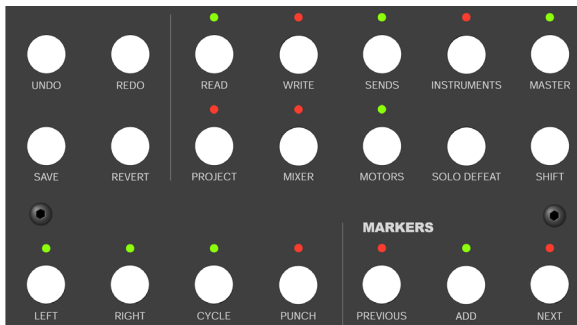 UNDO REDO READ WRITE SENDS INSTRUMENTS MASTER
SAVE REVERT PROJECT MIXER MOTORS SOLO DEFEAT SHIFT
MARKERS
LEFT RIGHT CYCLE PUNCH PREVIOUS ADD NEXT